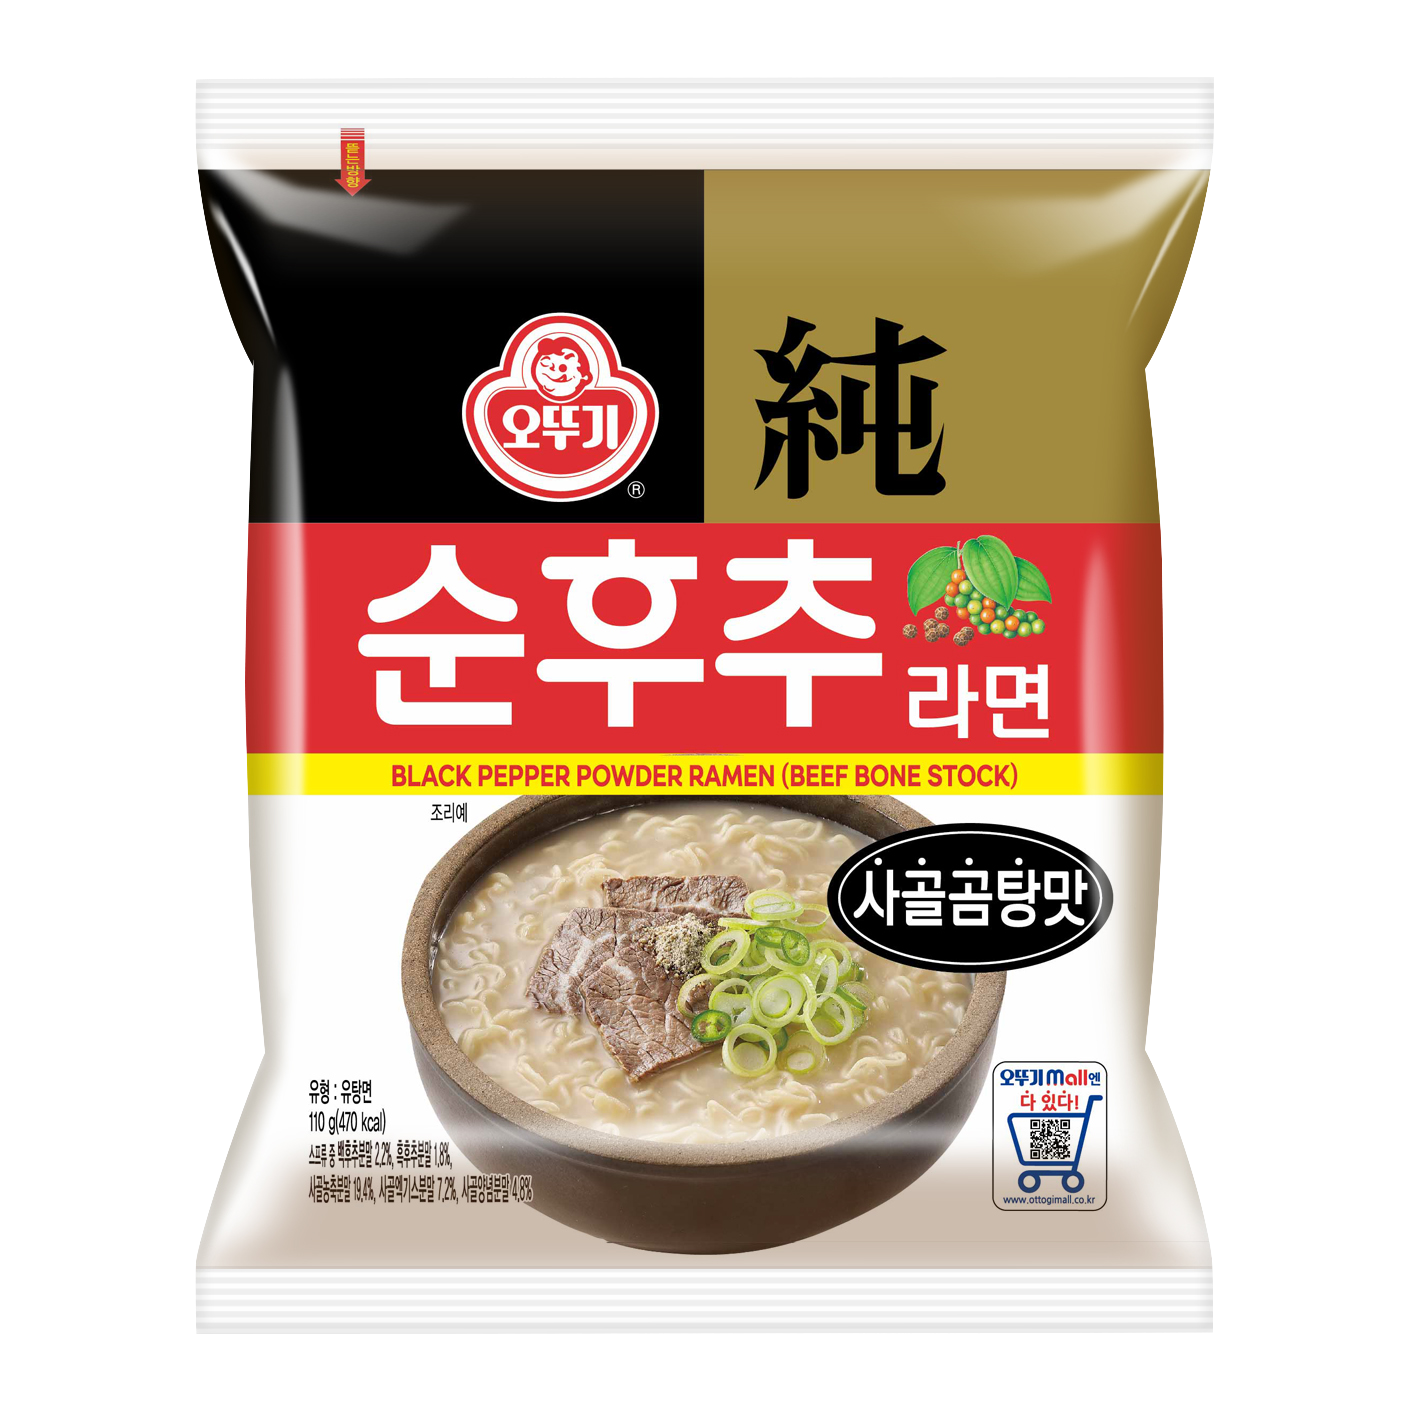 뜯는방향
오뚜기
®
純
순후추
라면
BLACK PEPPER POWDER RAMEN (BEEF BONE STOCK)
조리예
사골곰탕맛
유형 : 유탕면
110 g(470 kcal)
스프류 중 백후추분말 2.2%, 흑후추분말 1.8%,
사골농축분말 19.4%, 사골엑기스분말 7.2%, 사골양념분말 4.8%
오뚜기mall엔
다 있다!
www.ottogimall.co.kr